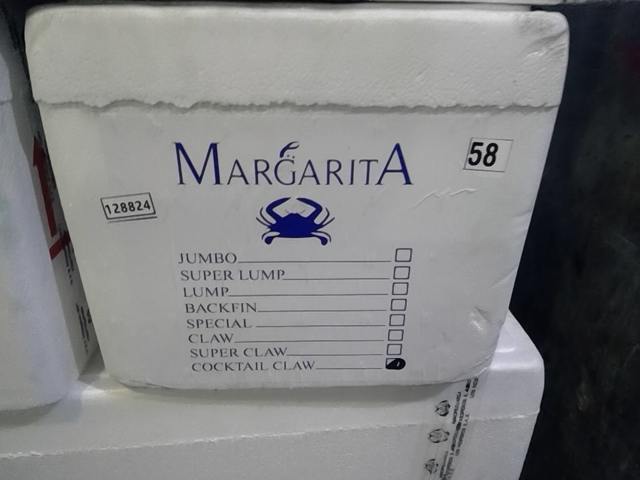 MARGARITA
58
128824
JUMBO
SUPER LUMP
LUMP
BACKFIN
SPECIAL
CLAW
SUPER CLAW
COCKTAIL CLAW